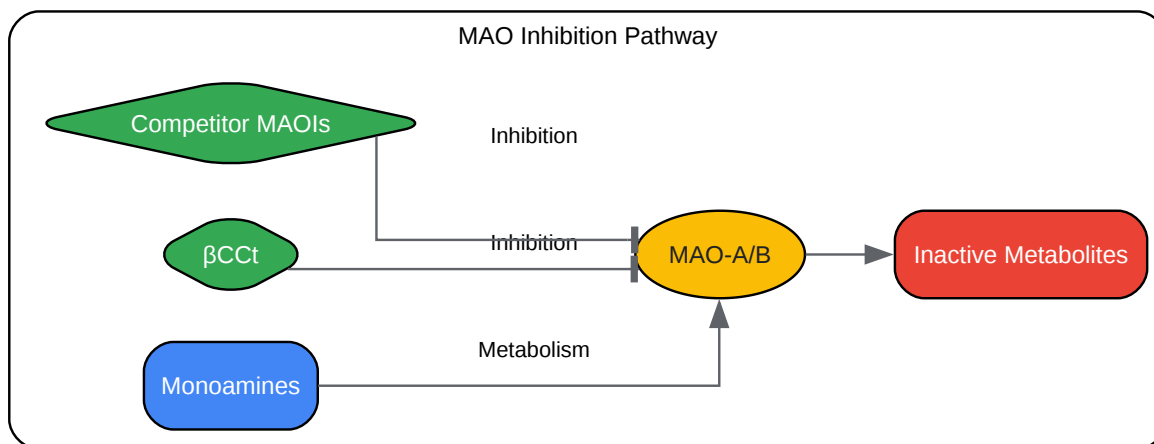 MAO Inhibition Pathway
Competitor MAOIs
Inhibition
βCCt
Inhibition
MAO-A/B
Inactive Metabolites
Monoamines
Metabolism